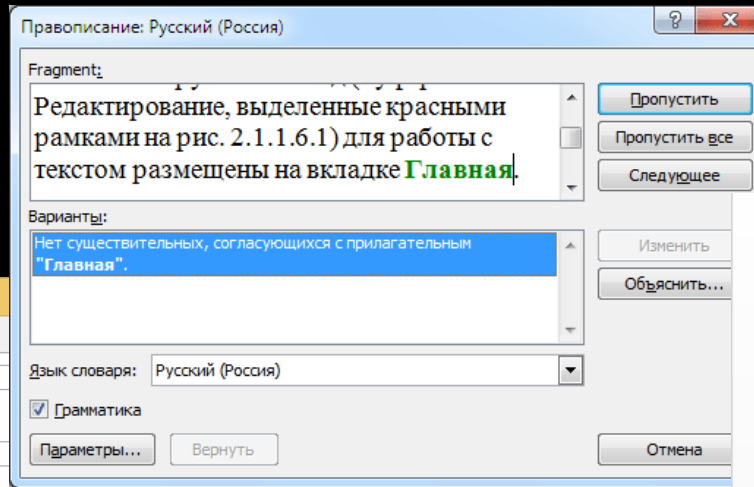 Правописание: Русский (Россия)
Fragment:
Редактирование, выделенные красными
рамками на рис. 2.1.1.6.1) для работы с
текстом размещены на вкладке Главная.
Пропустить
Пропустить все
Следующее
Варианты:
Нет существительных, согласующихся с прилагательным
"Главная".
Изменить
Объяснить...
Язык словаря: Русский (Россия)
Грамматика
Параметры... Вернуть Отмена